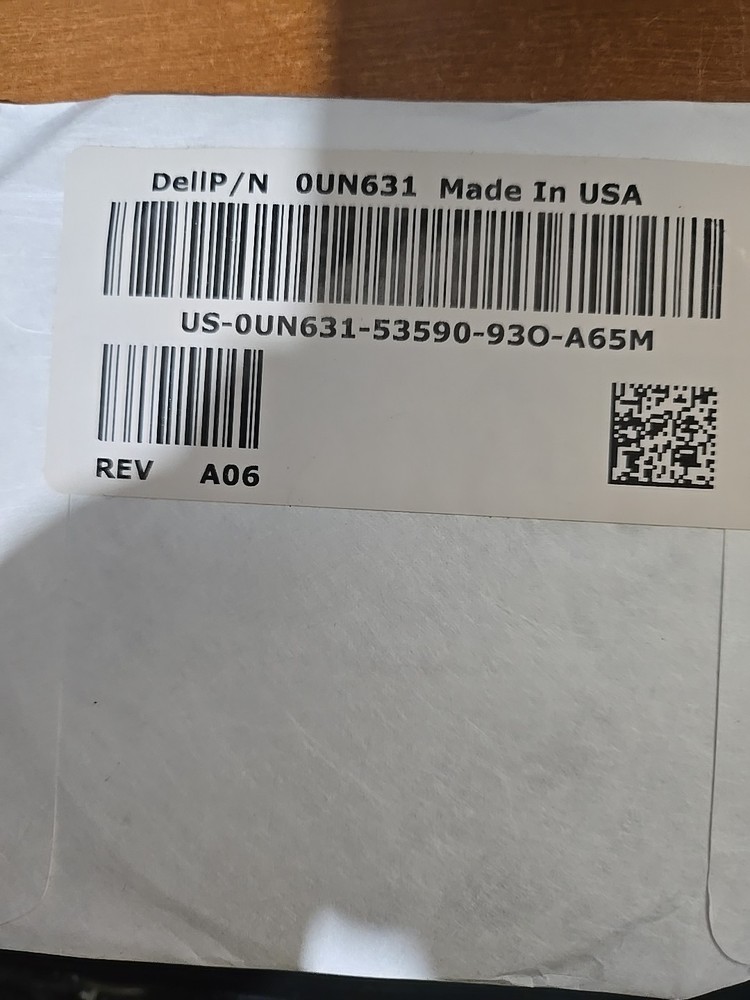 DellP/N 0UN631 Made In USA
US-0UN631-53590-93O-A65M
REV A06